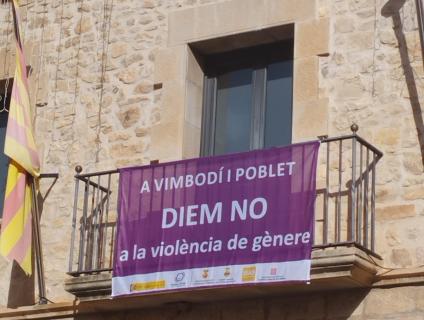 A VIMBODÍ I POBLET
DIEM NO
a la violència de gènere